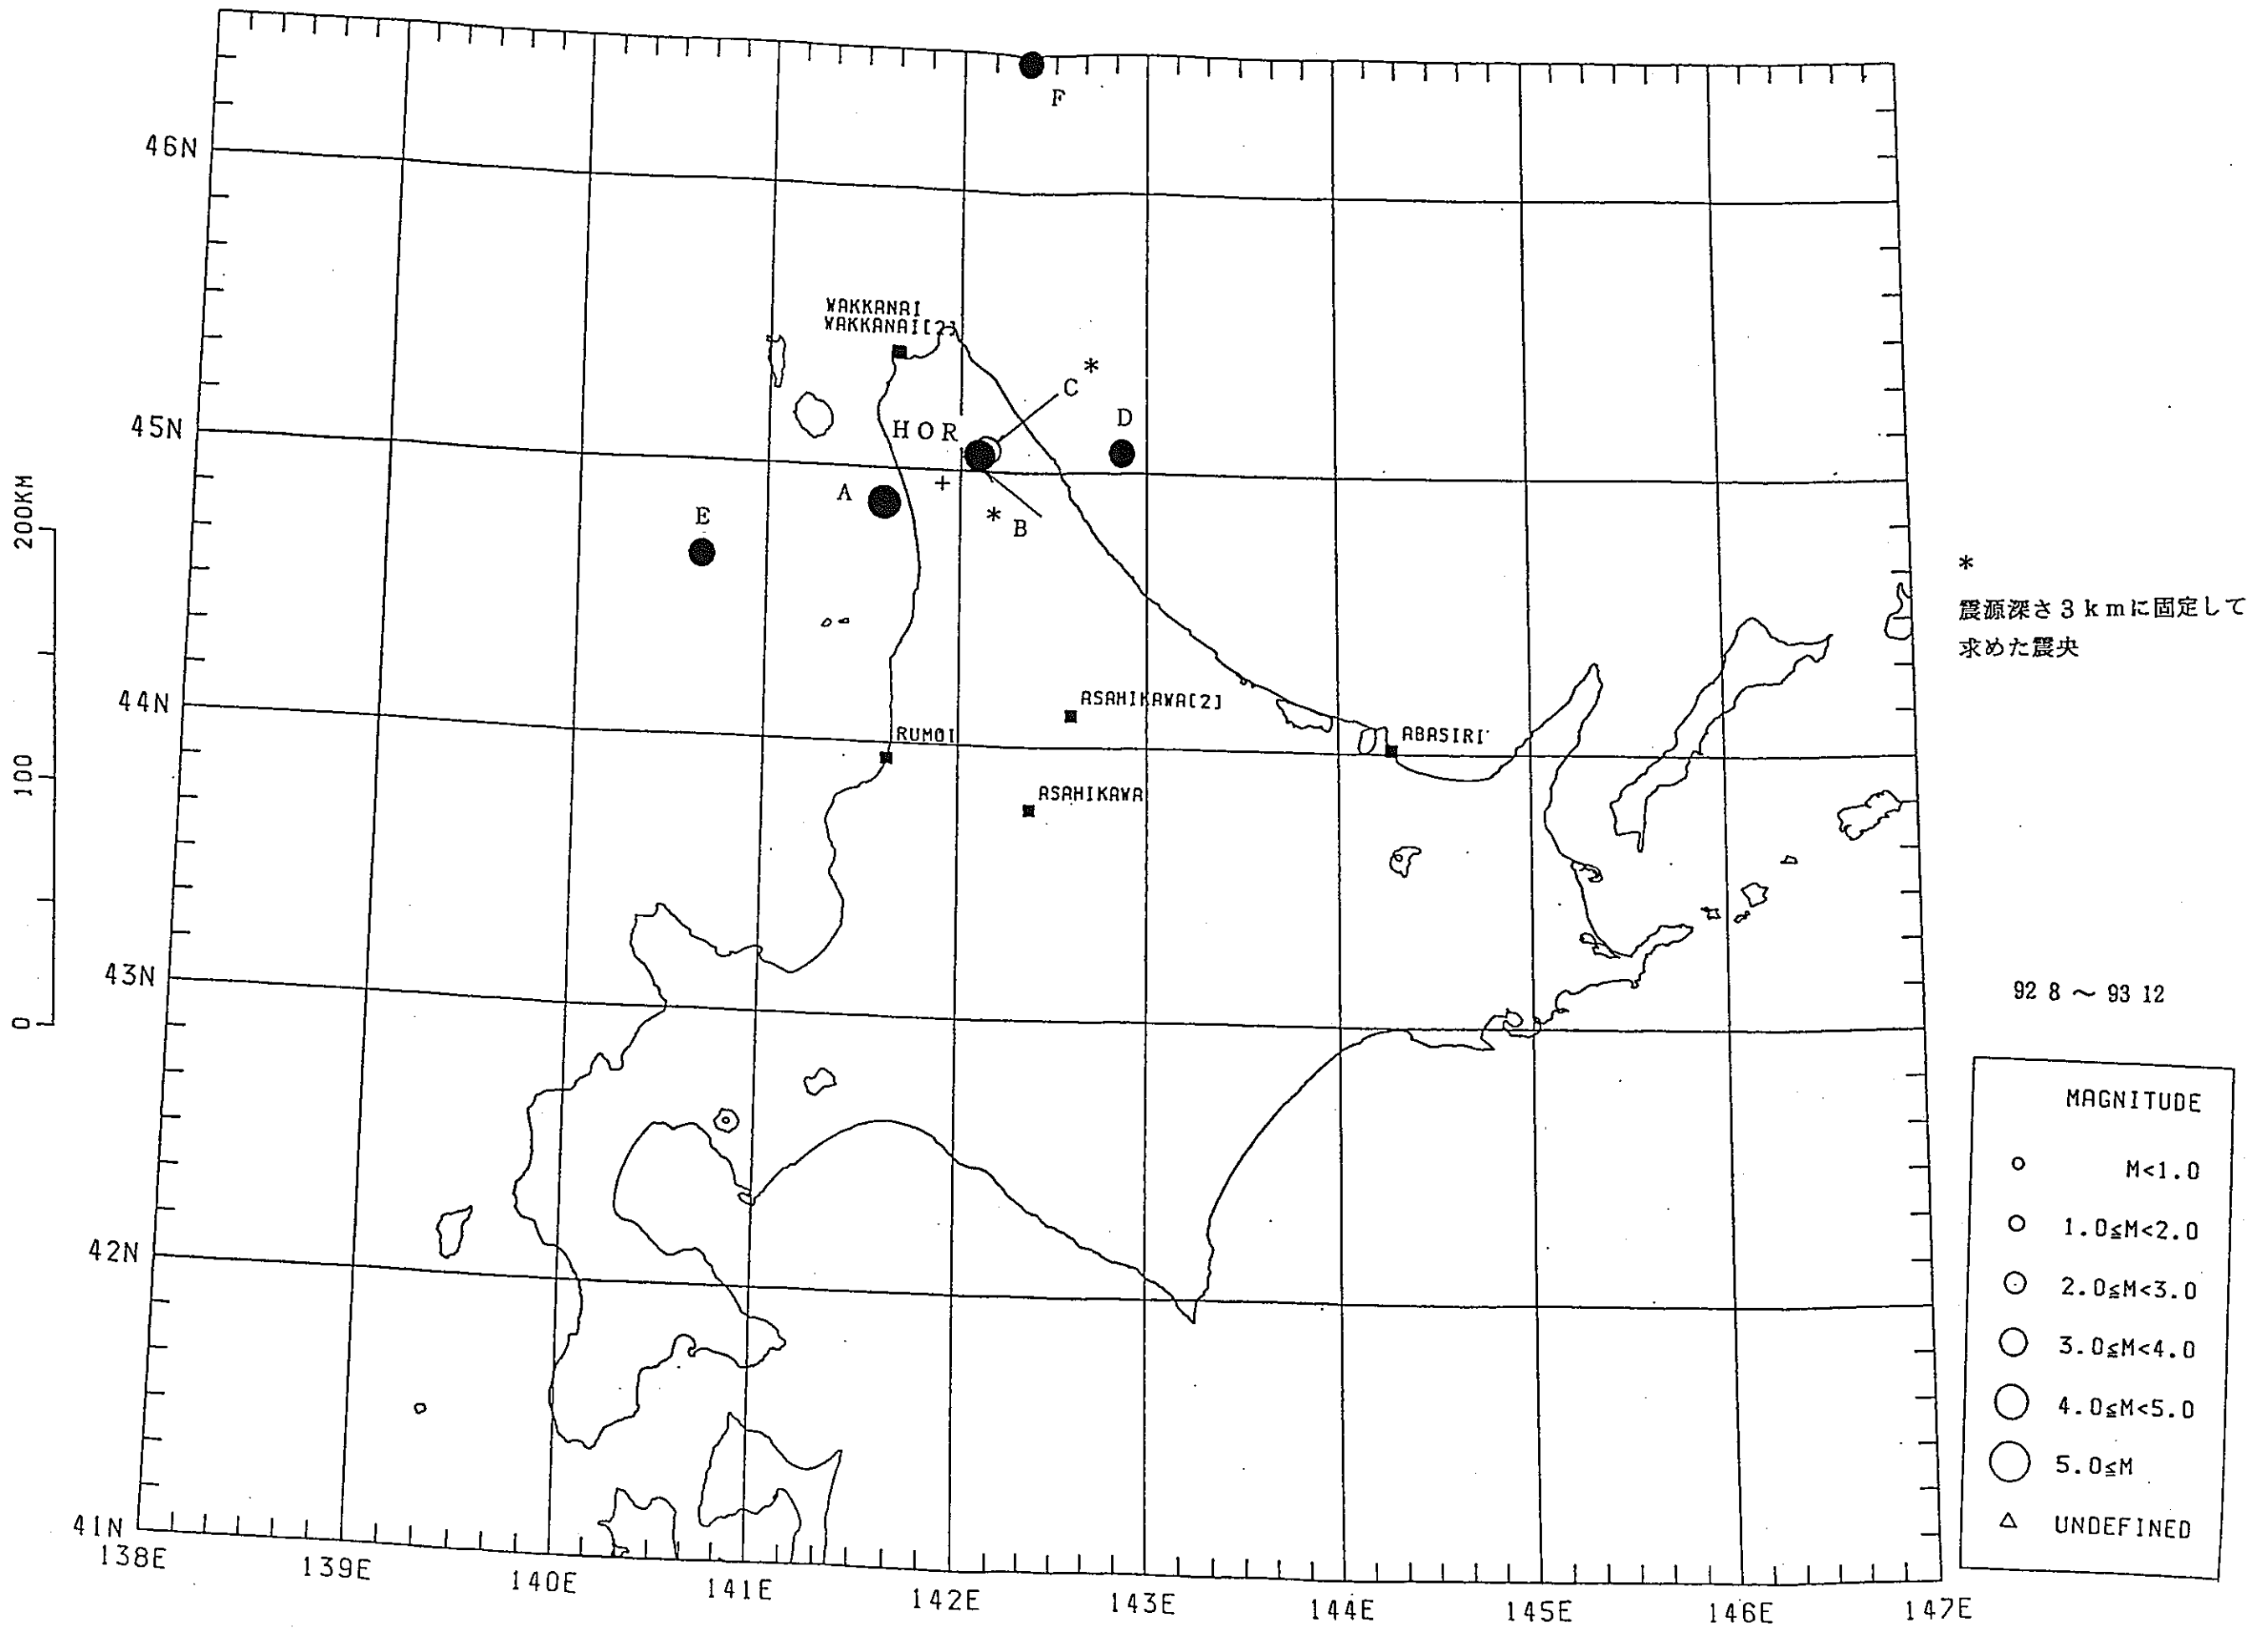 F
46N
WAKKANAI
WAKKANAI[2]
*
C
D
45N
HOR
+
A
E
* B
200KM
100
0
*
震源深さ3kmに固定して
求めた震央
44N
ASAHIKAWA[2]
RUMOI
ABASIRI
ASAHIKAWA
43N
92 8 ～ 93 12
MAGNITUDE
M<1.0
1.0≦M<2.0
2.0≦M<3.0
3.0≦M<4.0
4.0≦M<5.0
5.0≦M
UNDEFINED
42N
41N
138E
139E
140E
141E
142E
143E
144E
145E
146E
147E